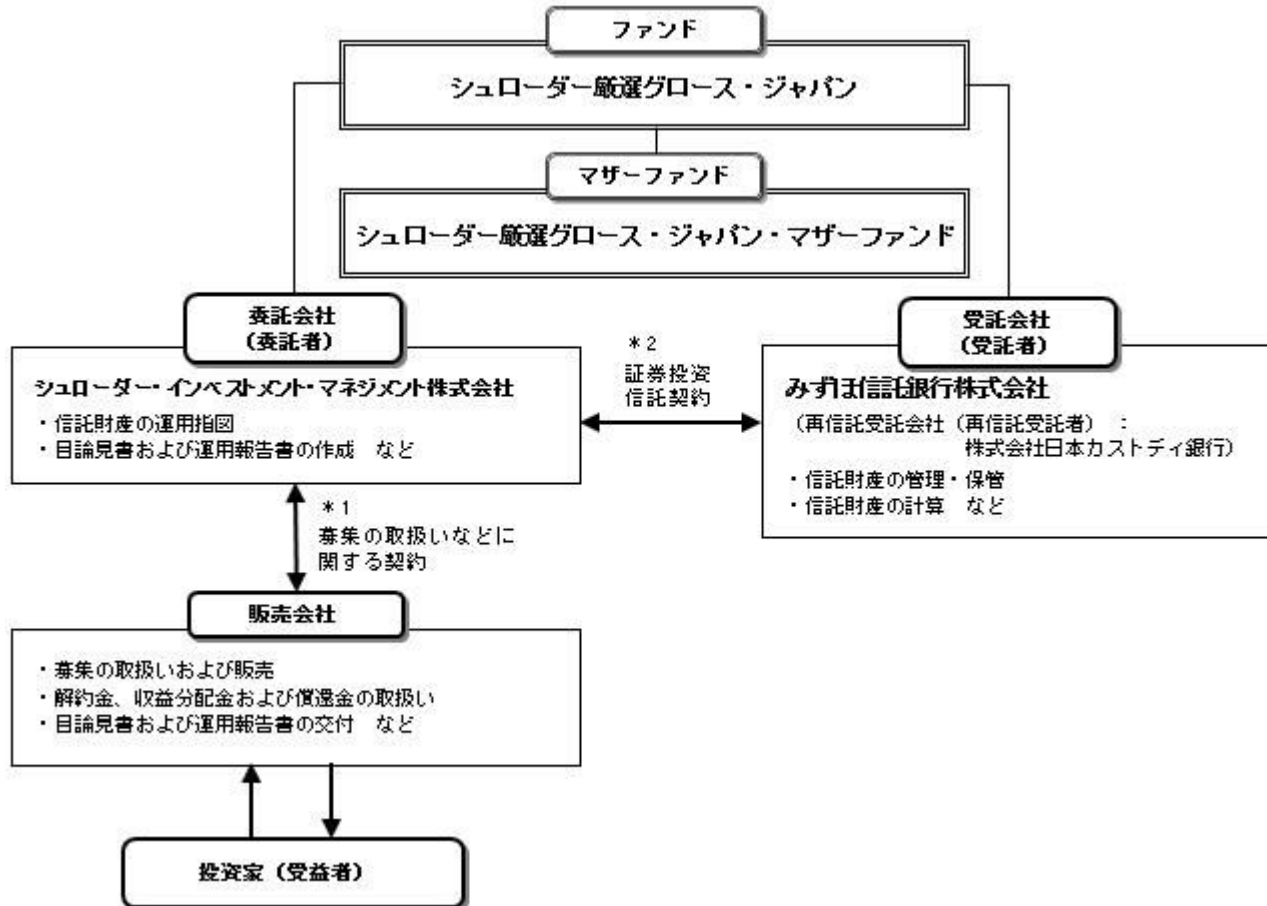 ファンド
シュローダー厳選グロース・ジャパン
マザーファンド
シュローダー厳選グロース・ジャパン・マザーファンド
委託会社
(委託者)
シュローダー・インベストメント・マネジメント株式会社
・信託財産の運用指図
・目論見書および運用報告書の作成 など
*2
証券投資
信託契約
受託会社
(受託者)
みずほ信託銀行株式会社
(再信託受託会社(再信託受託者) :
株式会社日本カストディ銀行)
・信託財産の管理・保管
・信託財産の計算 など
*1
募集の取扱いなどに
関する契約
販売会社
・募集の取扱いおよび販売
・解約金、収益分配金および償還金の取扱い
・目論見書および運用報告書の交付 など
投資家(受益者)